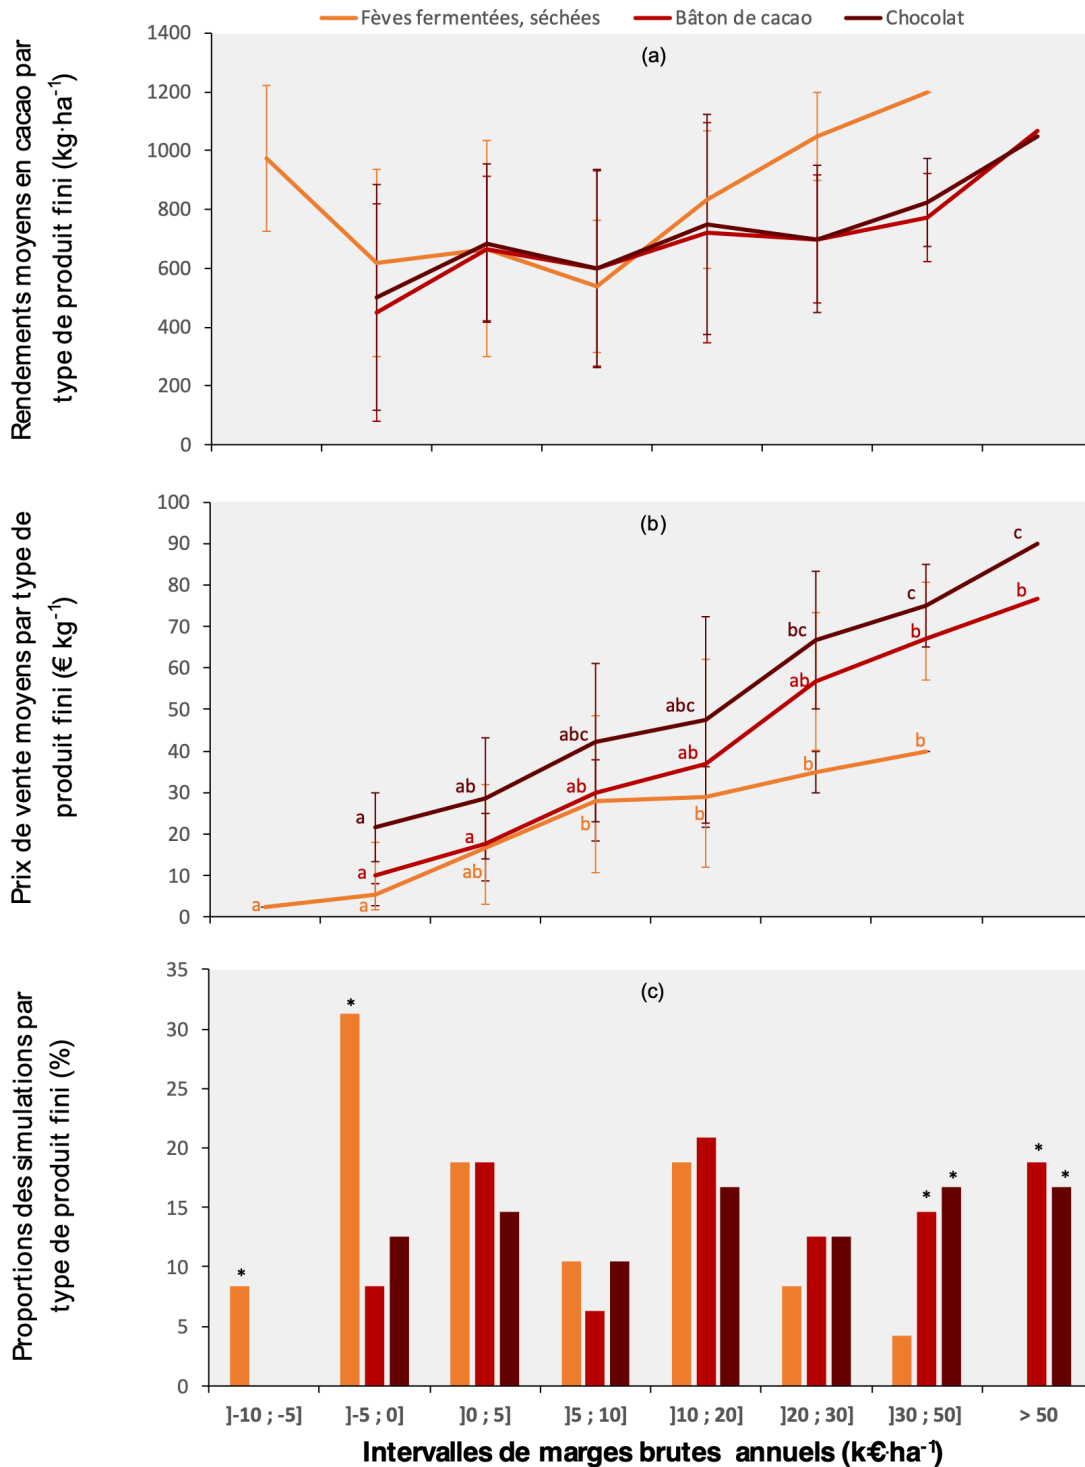 Fèves fermentées, séchées Bâton de cacao Chocolat
Rendements moyens en cacao par
type de produit fini (kg·ha⁻¹)
1400
1200
1000
800
600
400
200
0
(a)
Prix de vente moyens par type de
produit fini (€ kg⁻¹)
100
90
80
70
60
50
40
30
20
10
0
(b)
c
b
c
b
b
bc
ab
b
abc
ab
b
abc
ab
b
ab
a
ab
a
a
a
a
Proportions des simulations par
type de produit fini (%)
35
30
25
20
15
10
5
0
(c)
*
*
*
*
*
*
]-10 ; -5] ]-5 ; 0] ]0 ; 5] ]5 ; 10] ]10 ; 20] ]20 ; 30] ]30 ; 50] > 50
Intervalles de marges brutes annuels (k€·ha⁻¹)